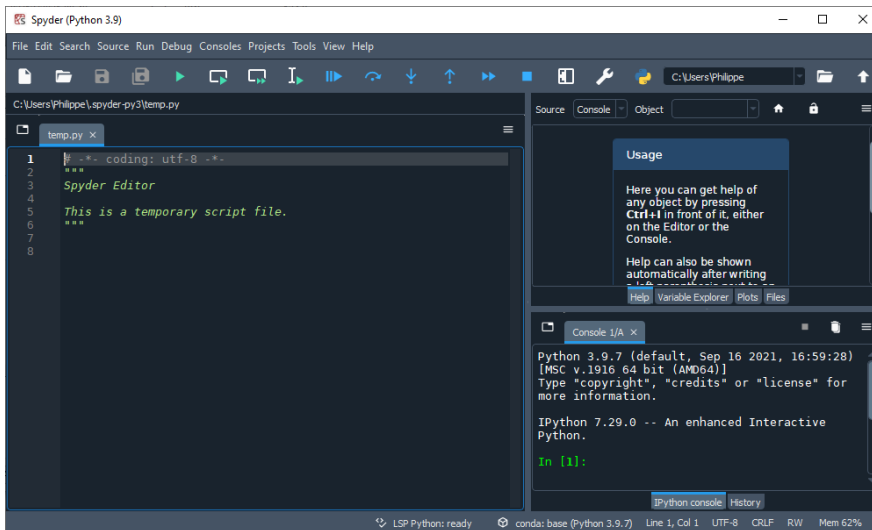 Spyder (Python 3.9)
File Edit Search Source Run Debug Consoles Projects Tools View Help
C:\Users\Philippe
C:\Users\Philippe\.spyder-py3\temp.py
temp.py
1 # -*- coding: utf-8 -*-
2 """
3 Spyder Editor
4
5 This is a temporary script file.
6 """
7
8
Source Console Object
Usage
Here you can get help of
any object by pressing
Ctrl+I in front of it, either
on the Editor or the
Console.
Help can also be shown
automatically after writing
Help Variable Explorer Plots Files
Console 1/A
Python 3.9.7 (default, Sep 16 2021, 16:59:28)
[MSC v.1916 64 bit (AMD64)]
Type "copyright", "credits" or "license" for
more information.
IPython 7.29.0 -- An enhanced Interactive
Python.
In [1]:
IPython console History
LSP Python: ready conda: base (Python 3.9.7) Line 1, Col 1 UTF-8 CRLF RW Mem 62%